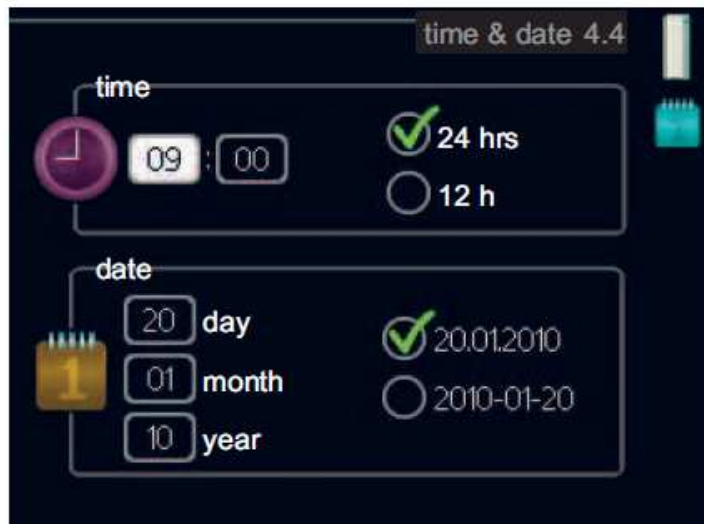 time & date 4.4
time
09 : 00
24 hrs
12 h
date
20 day
01 month
10 year
20.01.2010
2010-01-20
1